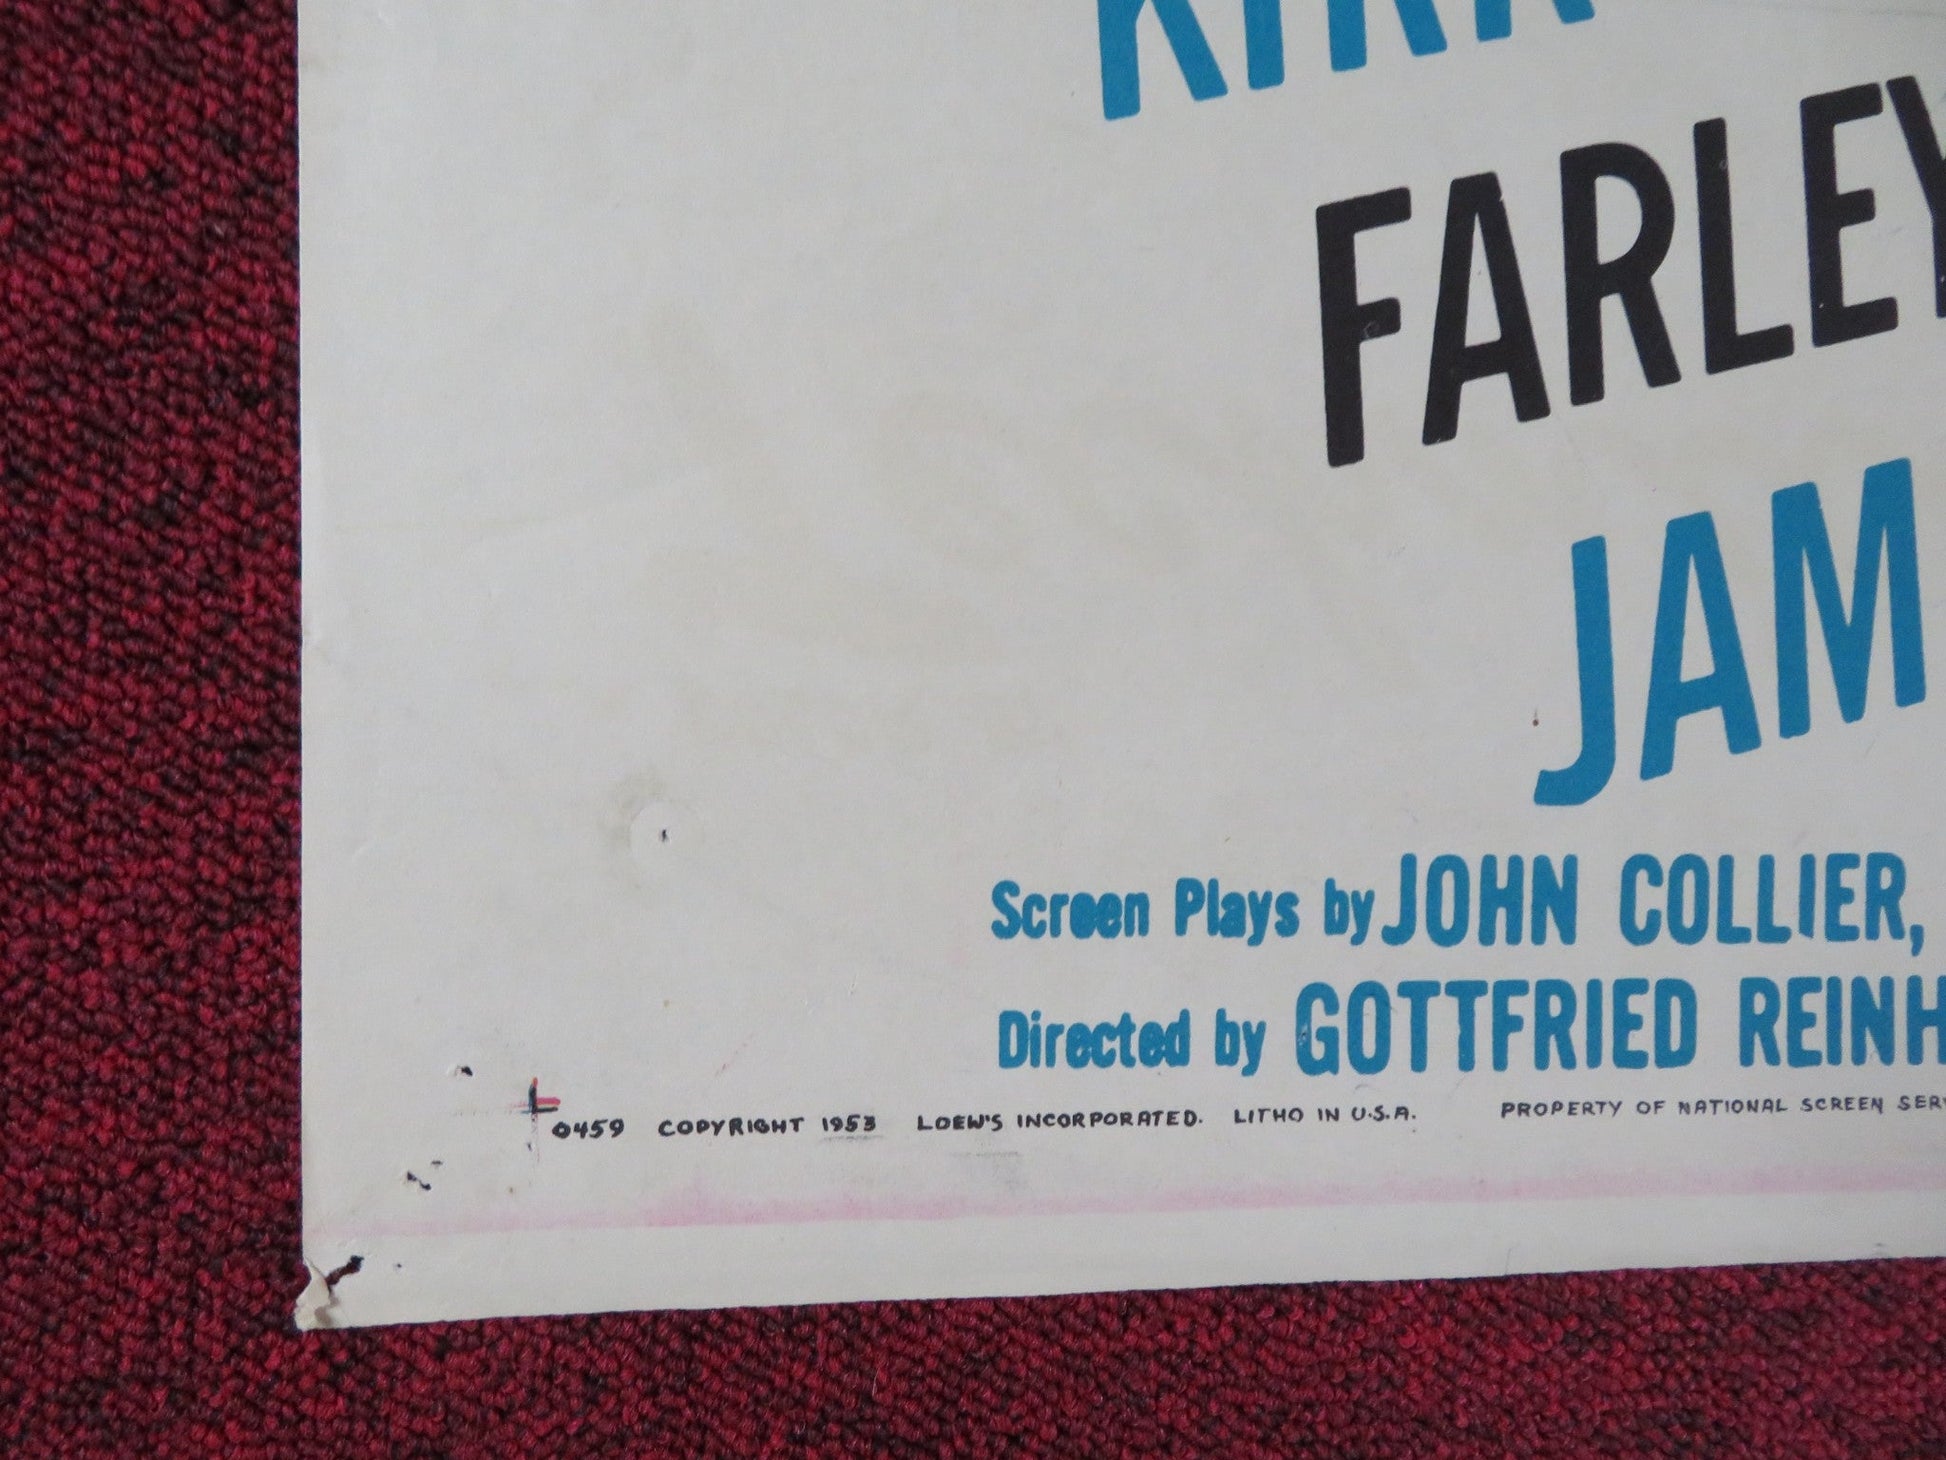 KIRK
FARLEY
JAM
Screen Plays by JOHN COLLIER,
Directed by GOTTFRIED REINH
0459 COPYRIGHT 1953 LOEW'S INCORPORATED. LITHO IN U.S.A. PROPERTY OF NATIONAL SCREEN SERV